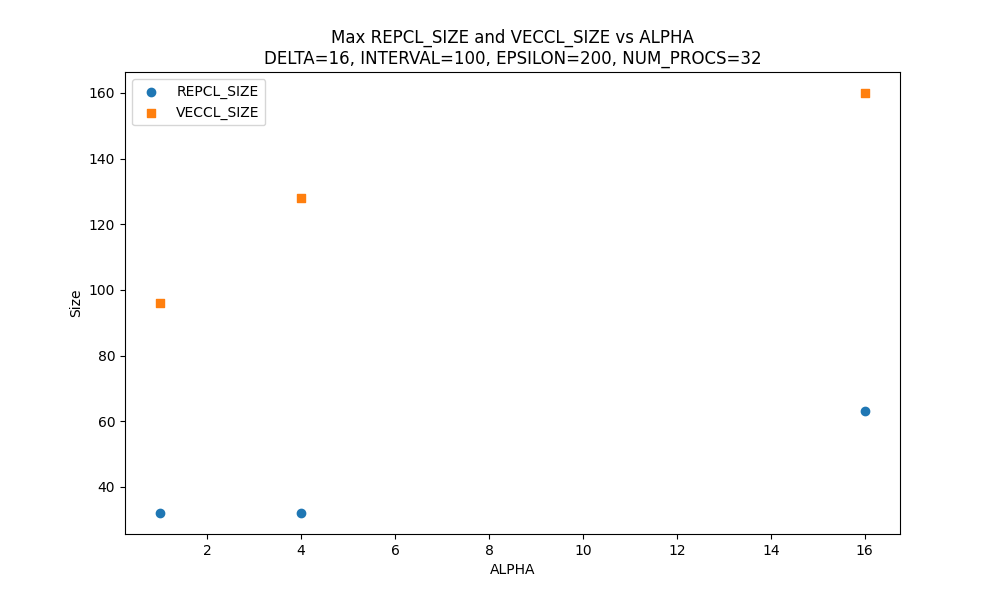 Max REPCL_SIZE and VECCL_SIZE vs ALPHA
DELTA=16, INTERVAL=100, EPSILON=200, NUM_PROCS=32
REPCL_SIZE
VECCL_SIZE
160
140
120
100
80
60
40
Size
2 4 6 8 10 12 14 16
ALPHA